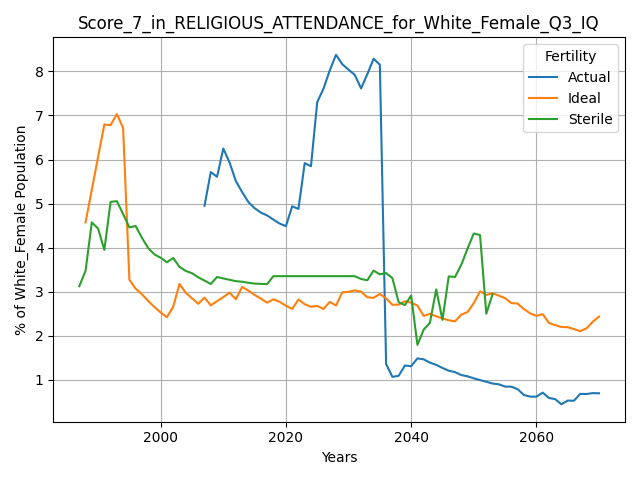 Score_7_in_RELIGIOUS_ATTENDANCE_for_White_Female_Q3_IQ
Fertility
Actual
Ideal
Sterile
% of White_Female Population
8
7
6
5
4
3
2
1
2000
2020
2040
2060
Years